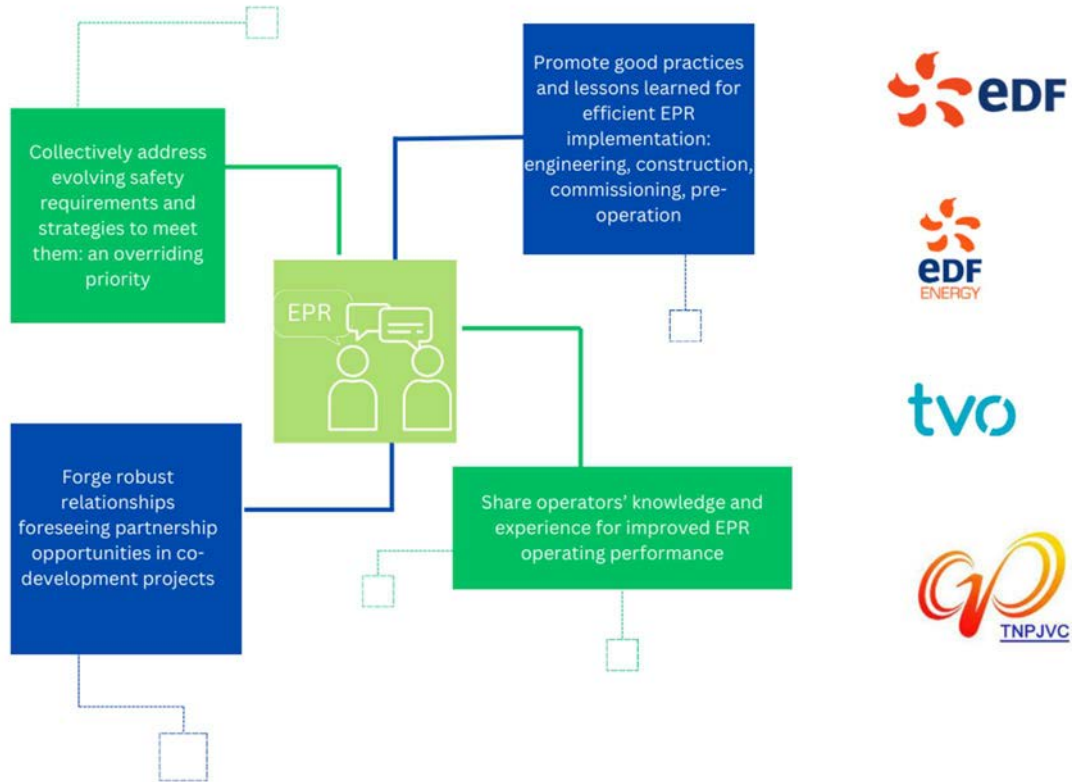 Collectively address
evolving safety
requirements and
strategies to meet
them: an overriding
priority
Promote good practices
and lessons learned for
efficient EPR
implementation:
engineering, construction,
commissioning, pre-
operation
EPR
Forge robust
relationships
foreseeing partnership
opportunities in co-
development projects
Share operators’ knowledge and
experience for improved EPR
operating performance
eDF
eDF
ENERGY
tvo
TNPJVC